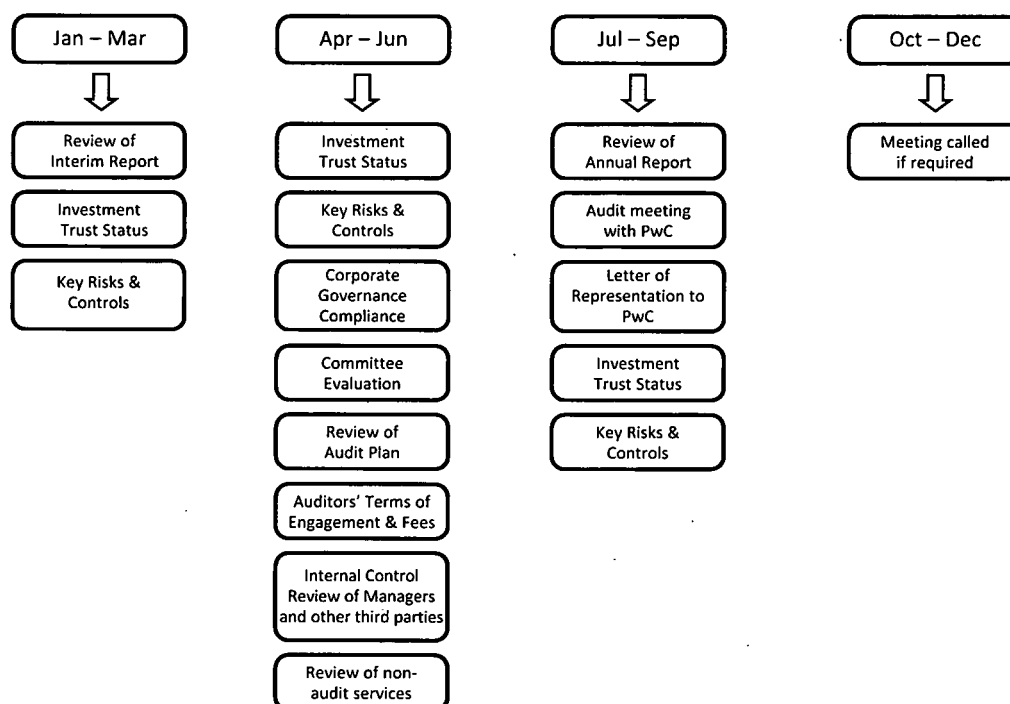 Jan – Mar
Review of
Interim Report
Investment
Trust Status
Key Risks &
Controls
Apr – Jun
Investment
Trust Status
Key Risks &
Controls
Corporate
Governance
Compliance
Committee
Evaluation
Review of
Audit Plan
Auditors' Terms of
Engagement & Fees
Internal Control
Review of Managers
and other third parties
Review of non-
audit services
Jul – Sep
Review of
Annual Report
Audit meeting
with PwC
Letter of
Representation to
PwC
Investment
Trust Status
Key Risks &
Controls
Oct – Dec
Meeting called
if required